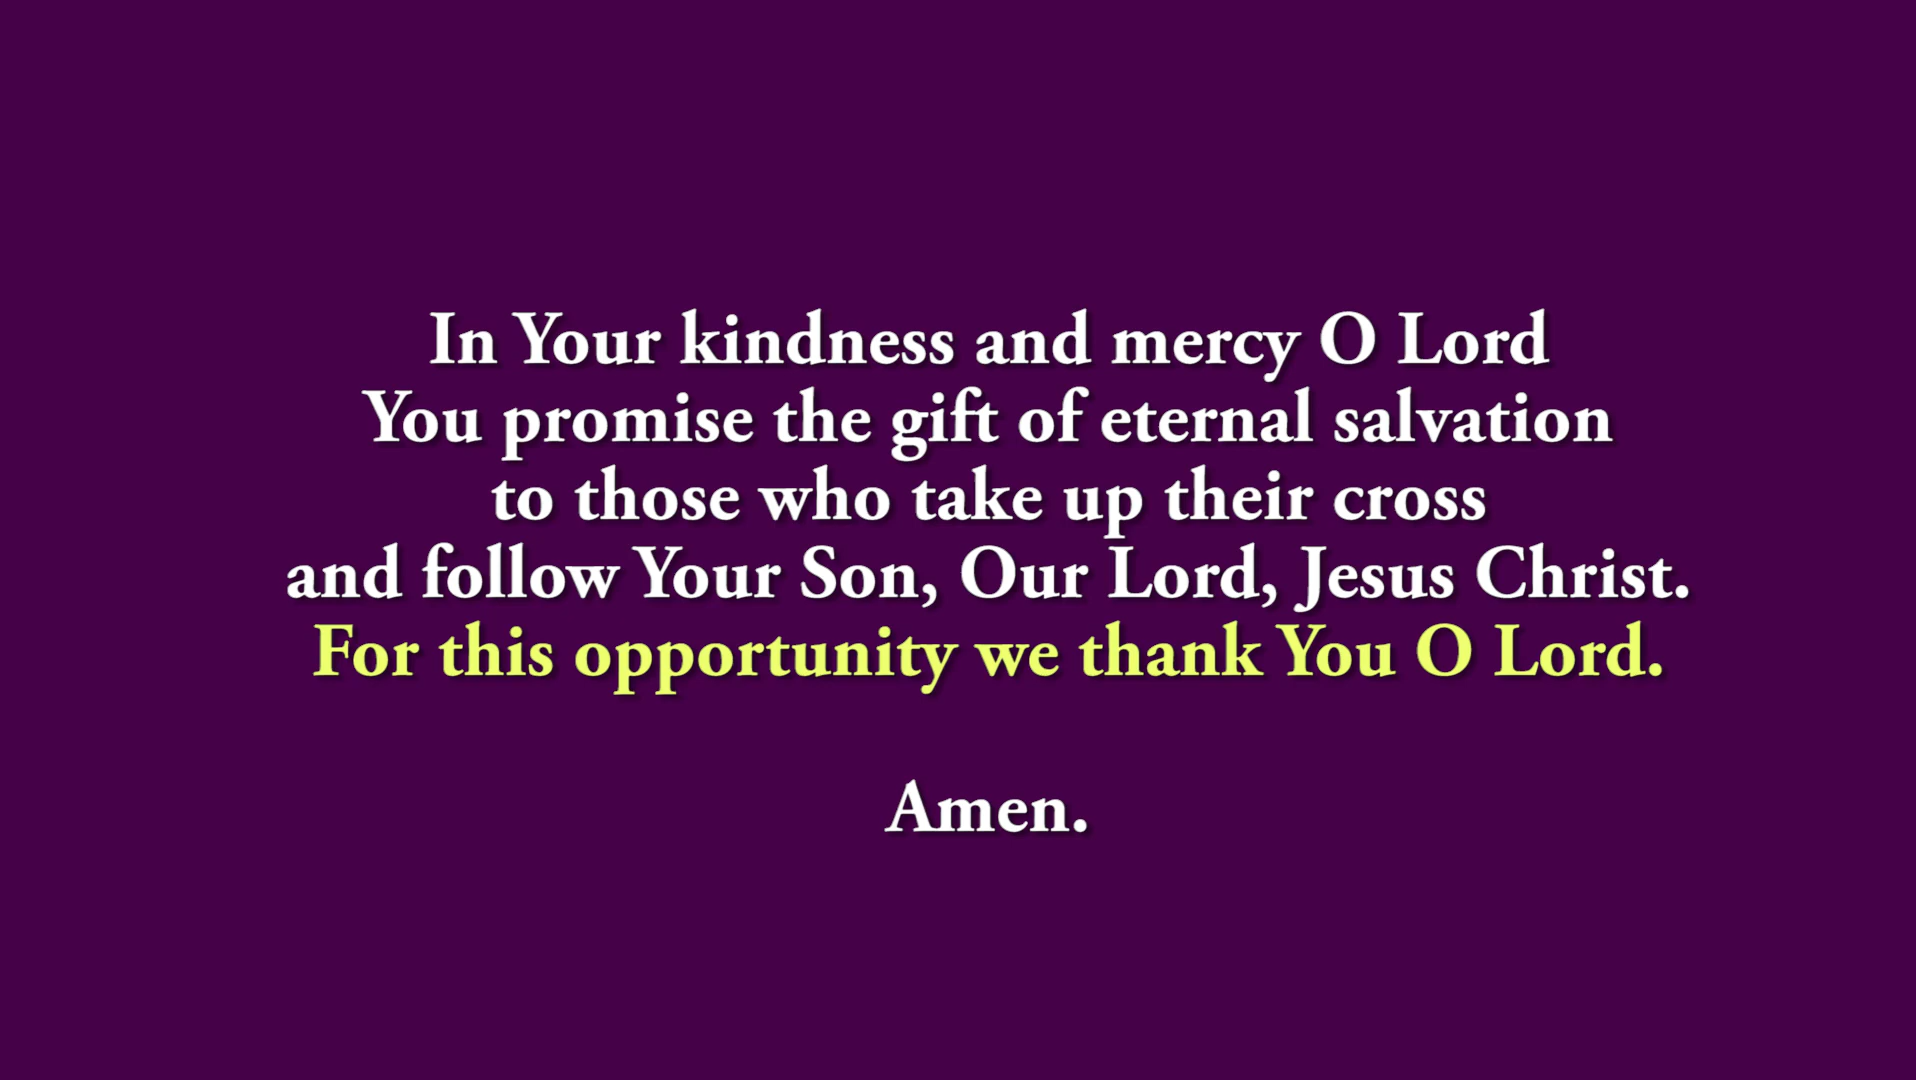 In Your kindness and mercy O Lord
You promise the gift of eternal salvation
to those who take up their cross
and follow Your Son, Our Lord, Jesus Christ.
For this opportunity we thank You O Lord.
Amen.